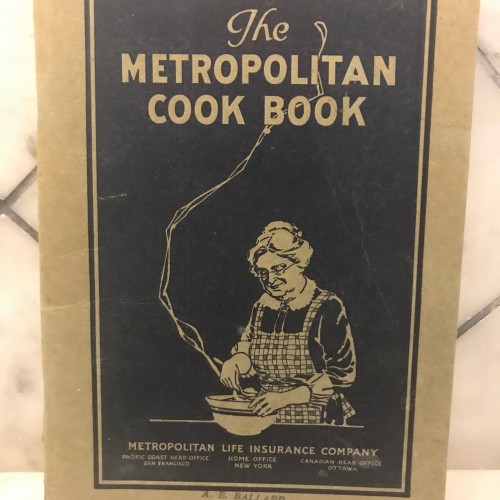 The
METROPOLITAN
COOK BOOK
METROPOLITAN LIFE INSURANCE COMPANY
PACIFIC COAST HEAD OFFICE HOME OFFICE CANADIAN HEAD OFFICE
SAN FRANCISCO NEW YORK OTTAWA
A. E. BALLARD